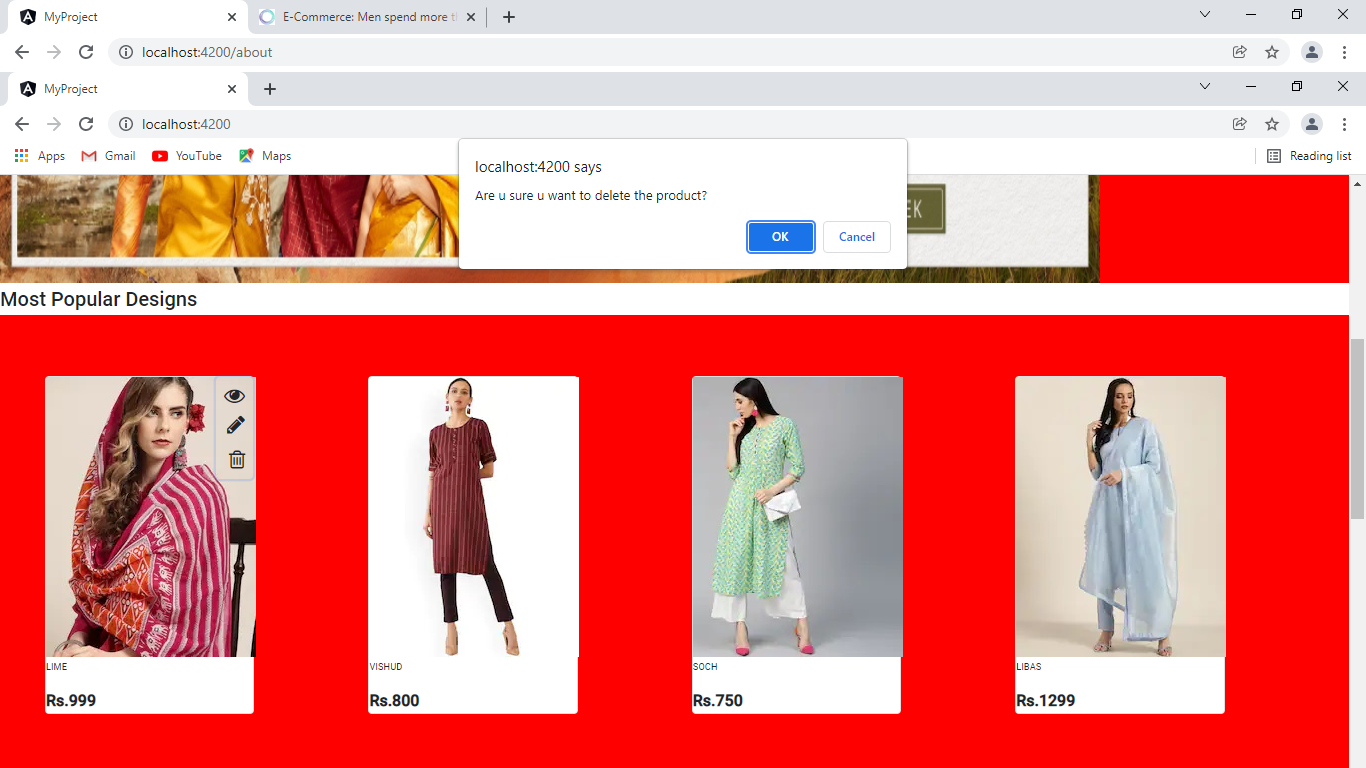 MyProject
E-Commerce: Men spend more t
localhost:4200/about
MyProject
localhost:4200
Apps Gmail YouTube Maps Reading list
localhost:4200 says
Are u sure u want to delete the product?
OK Cancel
EK
Most Popular Designs
LIME VISHUD SOCH LIBAS
Rs.999 Rs.800 Rs.750 Rs.1299